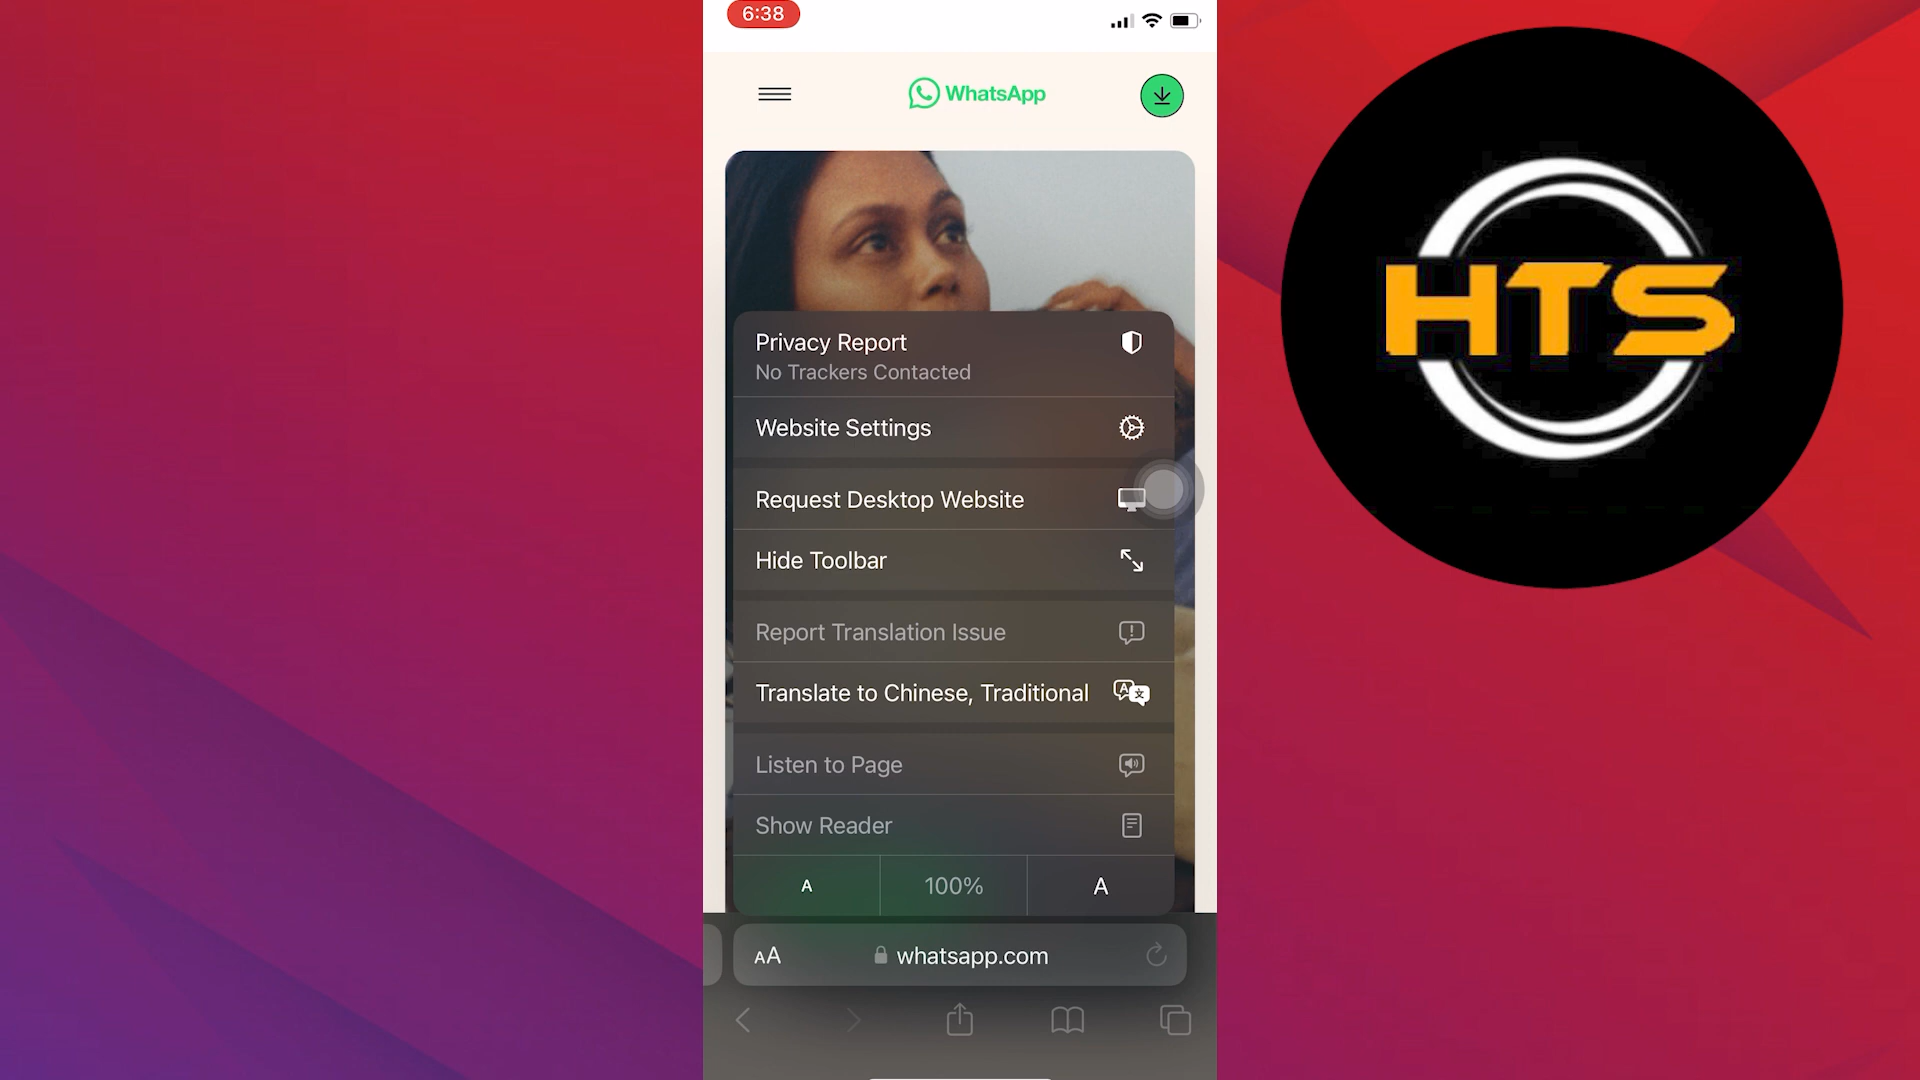 6:38
WhatsApp
HTS
Privacy Report
No Trackers Contacted
Website Settings
Request Desktop Website
Hide Toolbar
Report Translation Issue
Translate to Chinese, Traditional
Listen to Page
Show Reader
A 100% A
AA whatsapp.com